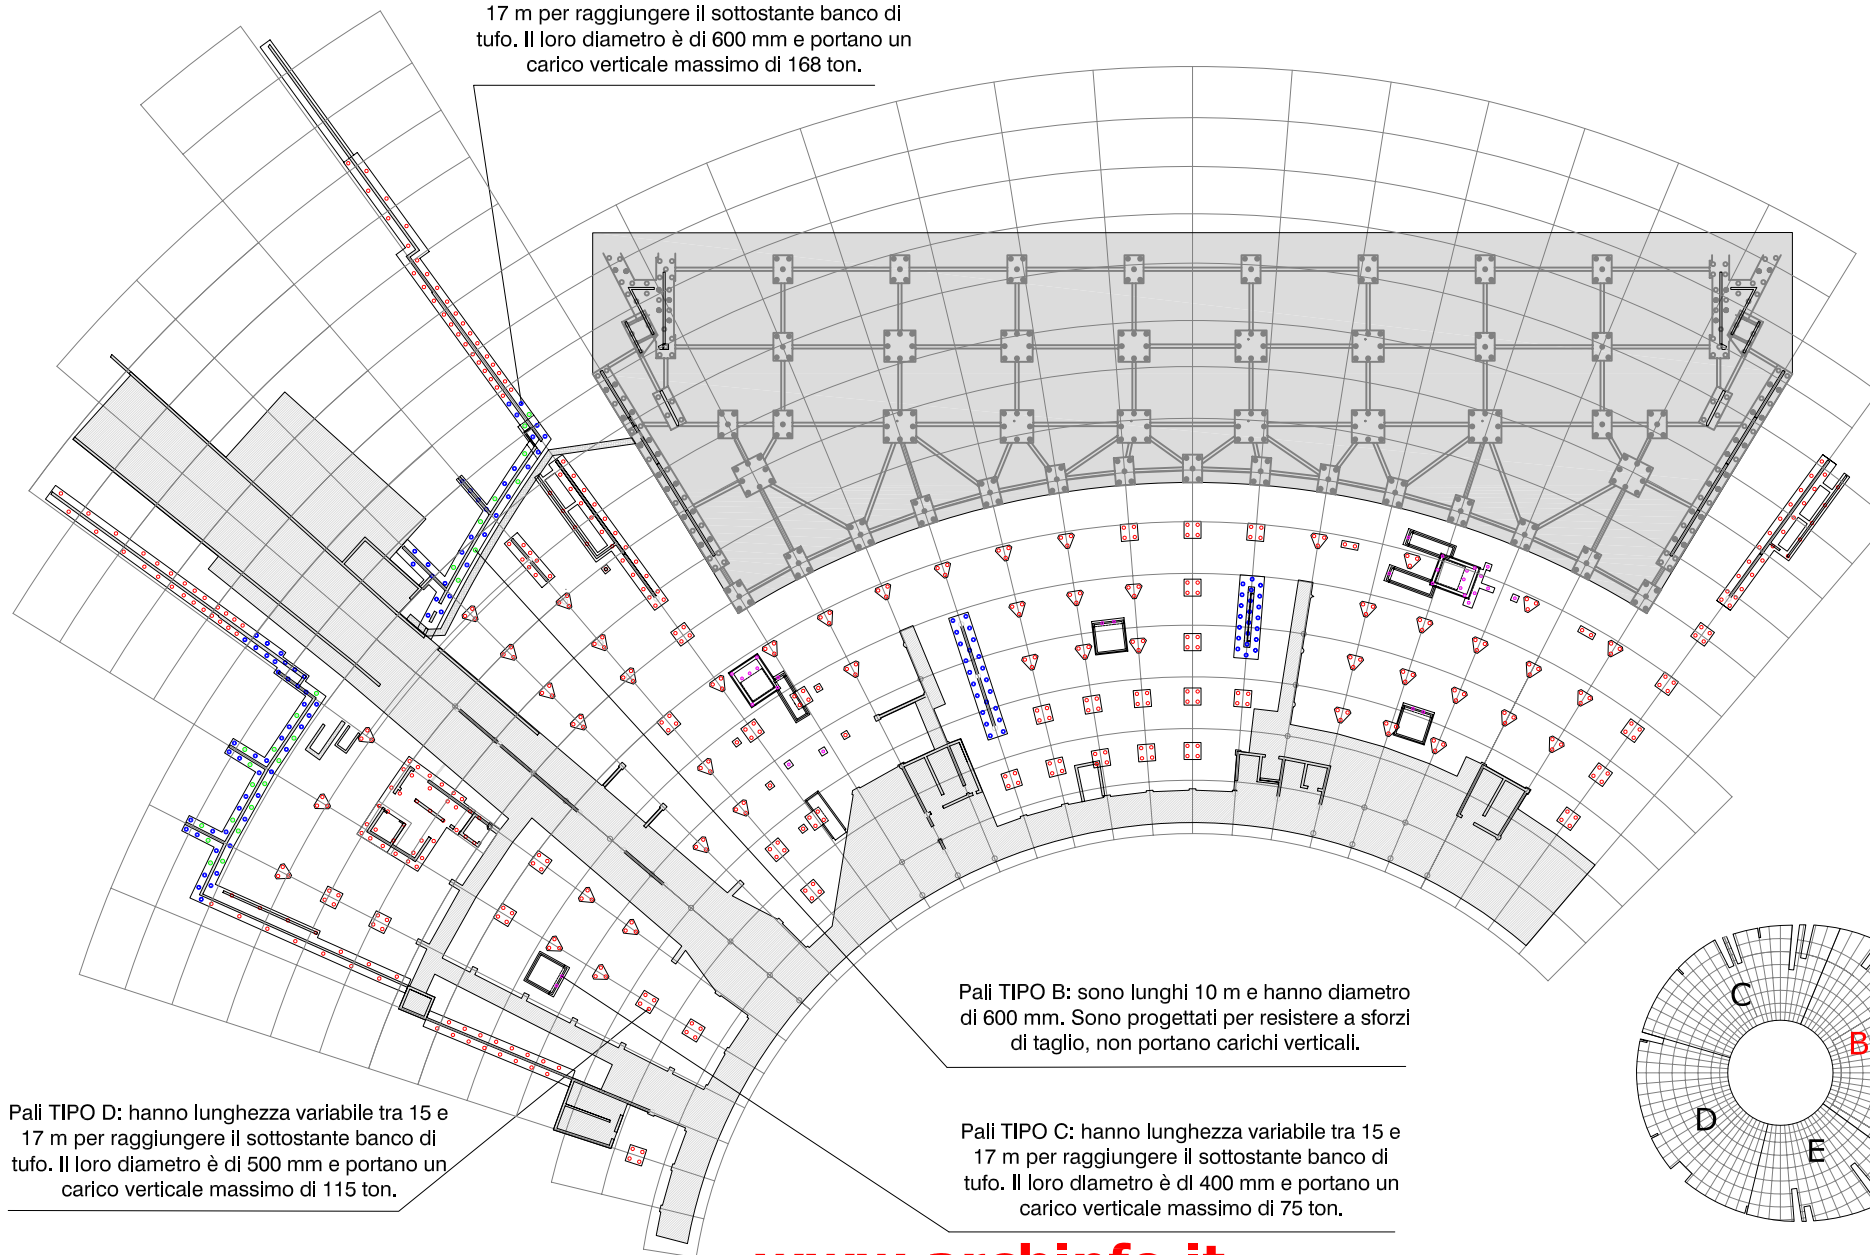 17 m per raggiungere il sottostante banco di
tufo. Il loro diametro è di 600 mm e portano un
carico verticale massimo di 168 ton.
Pali TIPO B: sono lunghi 10 m e hanno diametro
di 600 mm. Sono progettati per resistere a sforzi
di taglio, non portano carichi verticali.
Pali TIPO D: hanno lunghezza variabile tra 15 e
17 m per raggiungere il sottostante banco di
tufo. Il loro diametro è di 500 mm e portano un
carico verticale massimo di 115 ton.
Pali TIPO C: hanno lunghezza variabile tra 15 e
17 m per raggiungere il sottostante banco di
tufo. Il loro diametro è di 400 mm e portano un
carico verticale massimo di 75 ton.
C
B
D
E
www.archinfo.it